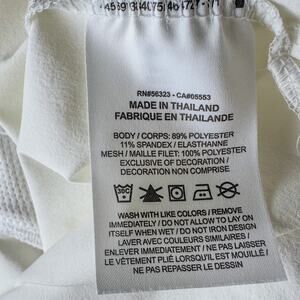 RN#56323 - CA#05553
MADE IN THAILAND
FABRIQUE EN THAILANDE
BODY / CORPS: 89% POLYESTER
11% SPANDEX / ELASTHANNE
MESH / MAILLE FILET: 100% POLYESTER
EXCLUSIVE OF DECORATION /
DECORATION NON COMPRISE
WASH WITH LIKE COLORS / REMOVE
IMMEDIATELY / DO NOT ALLOW TO LAY ON
ITSELF WHEN WET / DO NOT IRON DESIGN
LAVER AVEC COULEURS SIMILAIRES /
ENLEVER IMMEDIATEMENT / NE PAS LAISSER
LE VÊTEMENT PLIÉ LORSQU'IL EST MOUILLÉ
NE PAS REPASSER LE DESSIN